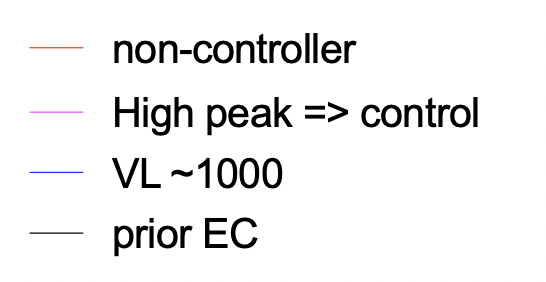 non-controller
High peak => control
VL ~1000
prior EC